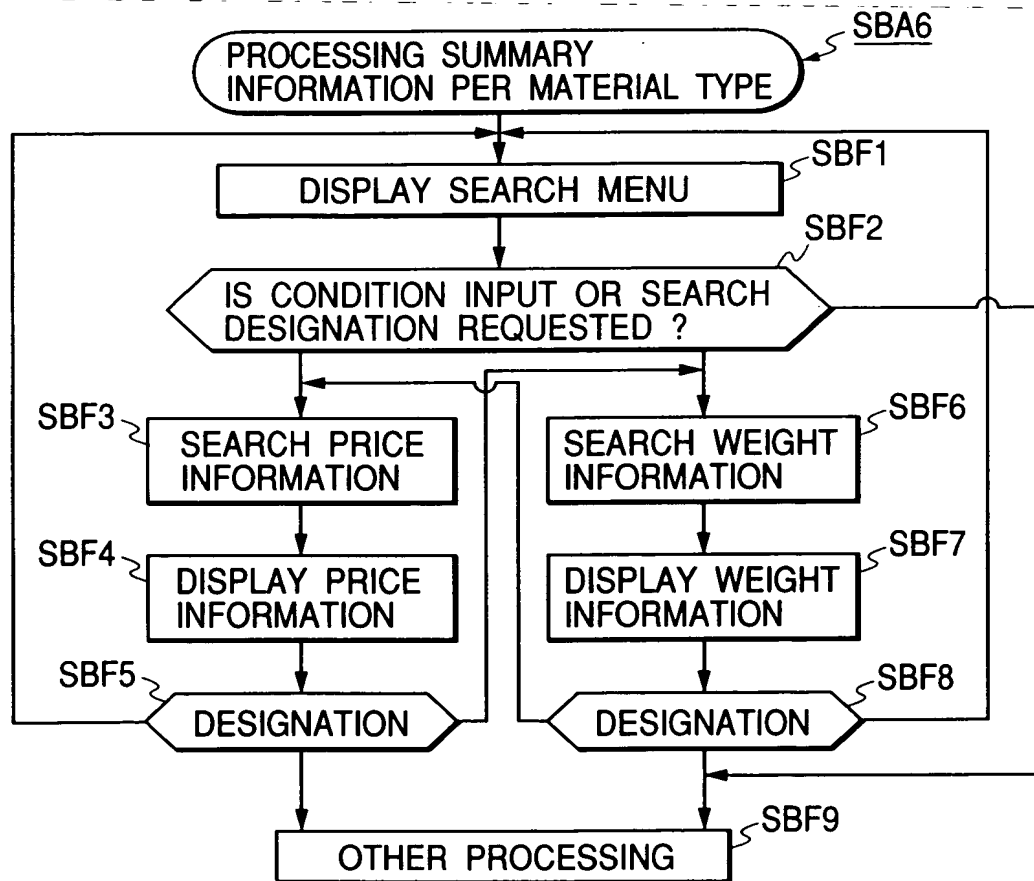 SBA6
PROCESSING SUMMARY
INFORMATION PER MATERIAL TYPE
SBF1
DISPLAY SEARCH MENU
SBF2
IS CONDITION INPUT OR SEARCH
DESIGNATION REQUESTED ?
SBF3
SEARCH PRICE
INFORMATION
SBF6
SEARCH WEIGHT
INFORMATION
SBF4
DISPLAY PRICE
INFORMATION
SBF7
DISPLAY WEIGHT
INFORMATION
SBF5
DESIGNATION
SBF8
DESIGNATION
SBF9
OTHER PROCESSING